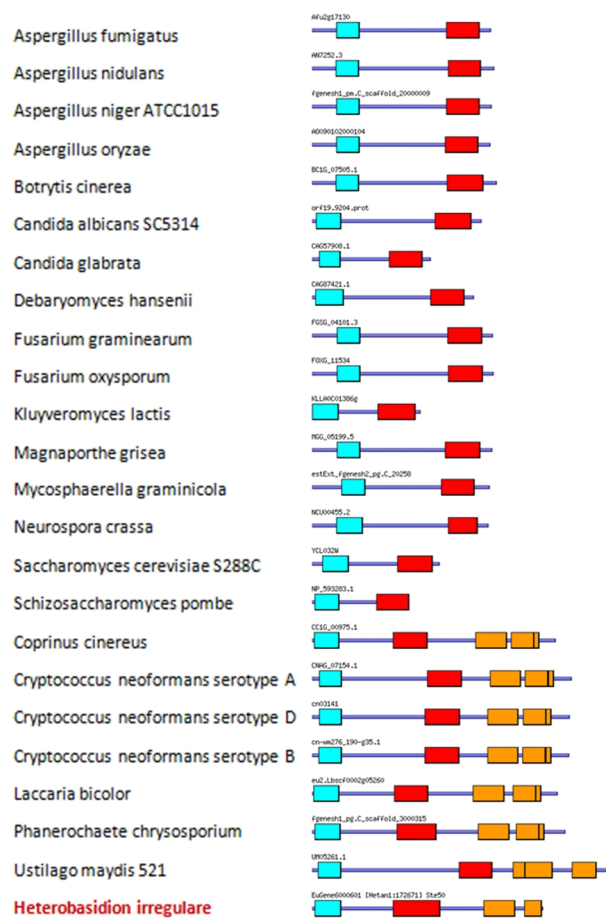 Aspergillus fumigatus
Afu2g17130
Aspergillus nidulans
AN7252.3
Aspergillus niger ATCC1015
fgenesh1_pm.C_scaffold_20000009
Aspergillus oryzae
AO090102000104
Botrytis cinerea
BC1G_07505.1
Candida albicans SC5314
orf19.9204.prot
Candida glabrata
CAG57908.1
Debaryomyces hansenii
CAG87421.1
Fusarium graminearum
FGSG_04101.3
Fusarium oxysporum
FOXG_11534
Kluyveromyces lactis
KLLA0C01386g
Magnaporthe grisea
MGG_05199.5
Mycosphaerella graminicola
estExt_fgenesh2_pg.C_20258
Neurospora crassa
NCU00455.2
Saccharomyces cerevisiae S288C
YCL032W
Schizosaccharomyces pombe
NP_593283.1
Coprinus cinereus
CC1G_00975.1
Cryptococcus neoformans serotype A
CNAG_07154.1
Cryptococcus neoformans serotype D
cn03141
Cryptococcus neoformans serotype B
cn-wm276_190-g35.1
Laccaria bicolor
eu2.Lbscf0002g05260
Phanerochaete chrysosporium
fgenesh1_pg.C_scaffold_3000315
Ustilago maydis 521
UM05261.1
Heterobasidion irregulare
EuGene6000601 [Hetan1:172671] Ste50